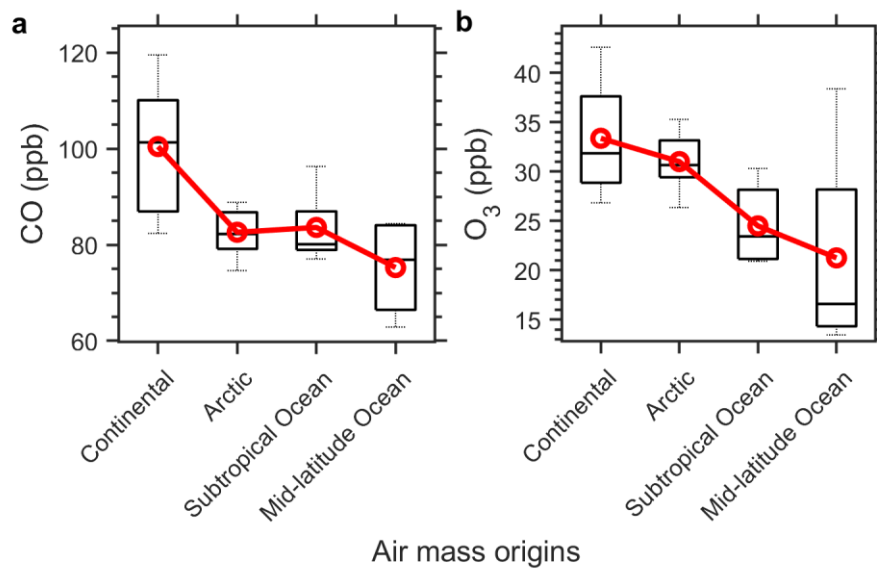 a
CO (ppb)
120
100
80
60
Continental
Arctic
Subtropical Ocean
Mid-latitude Ocean
b
O3 (ppb)
40
35
30
25
20
15
Continental
Arctic
Subtropical Ocean
Mid-latitude Ocean
Air mass origins